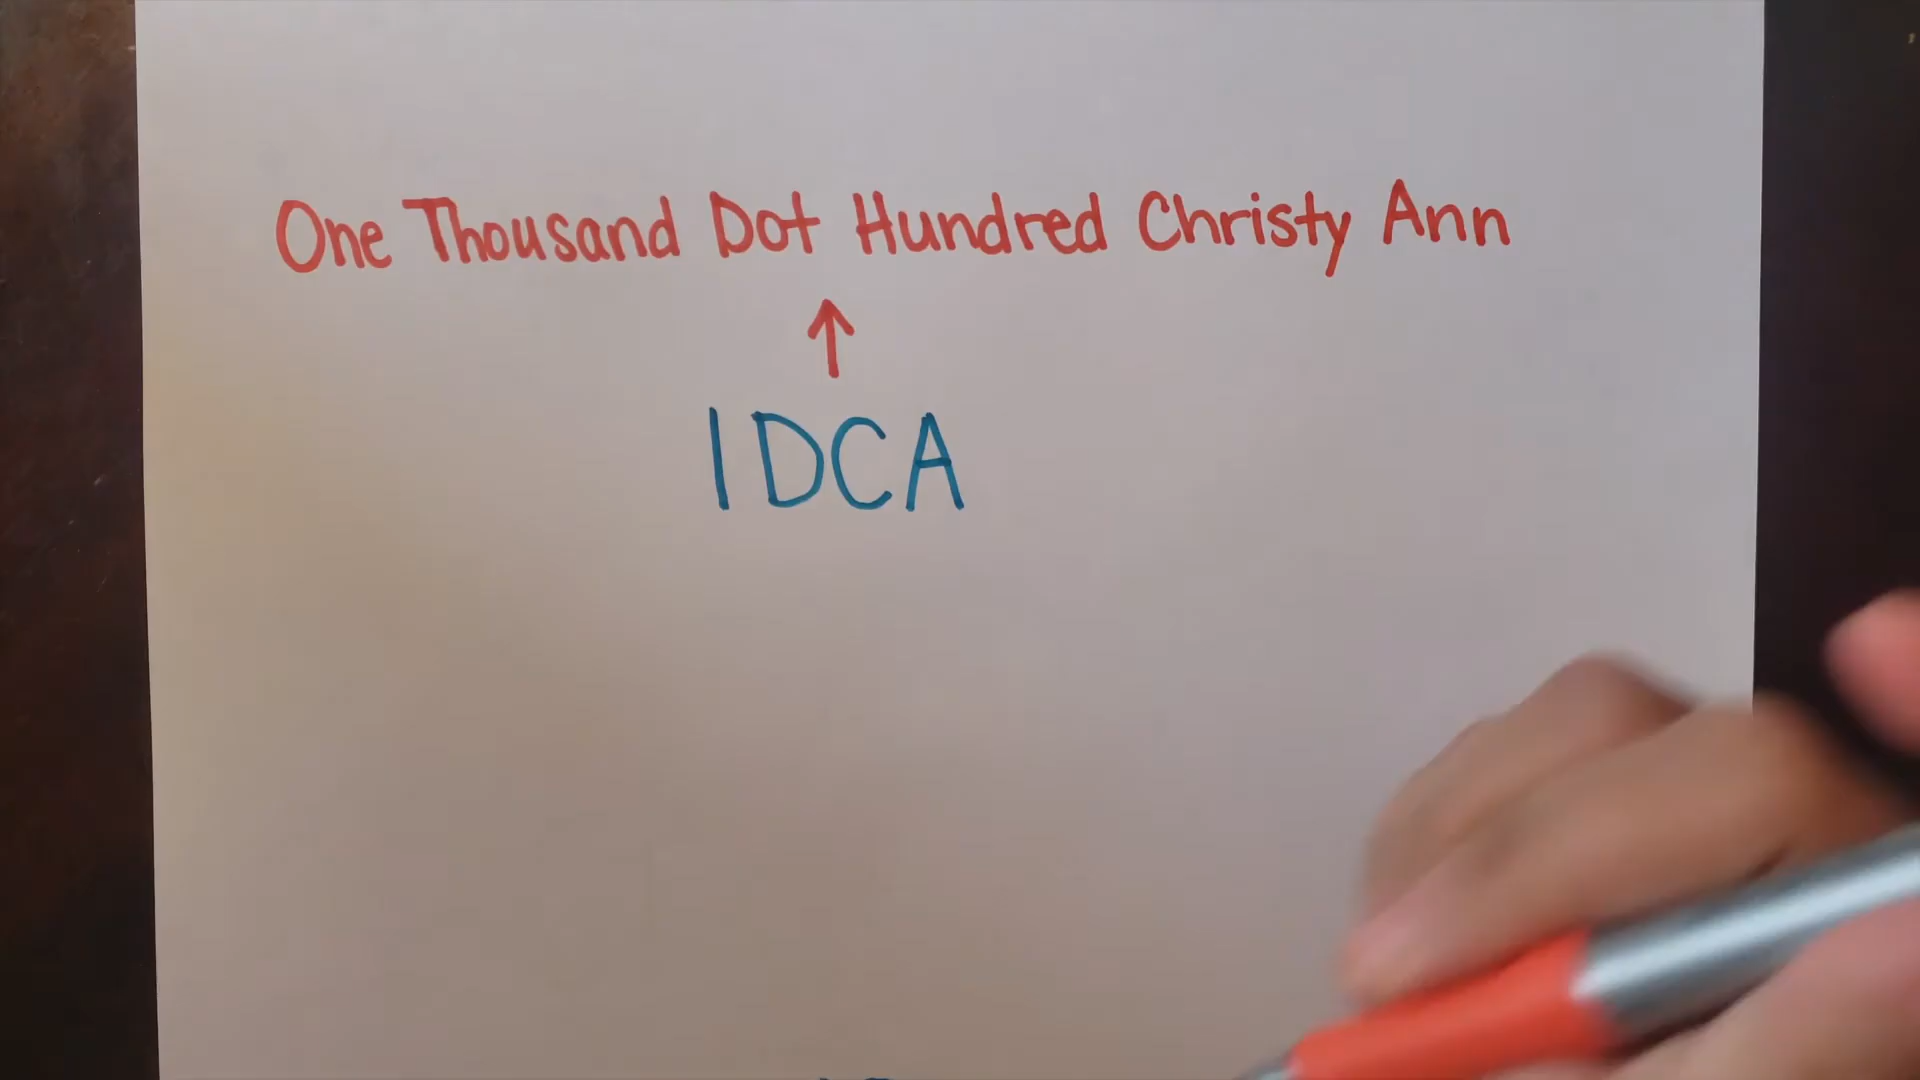 One Thousand Dot Hundred Christy Ann
↑
IDCA